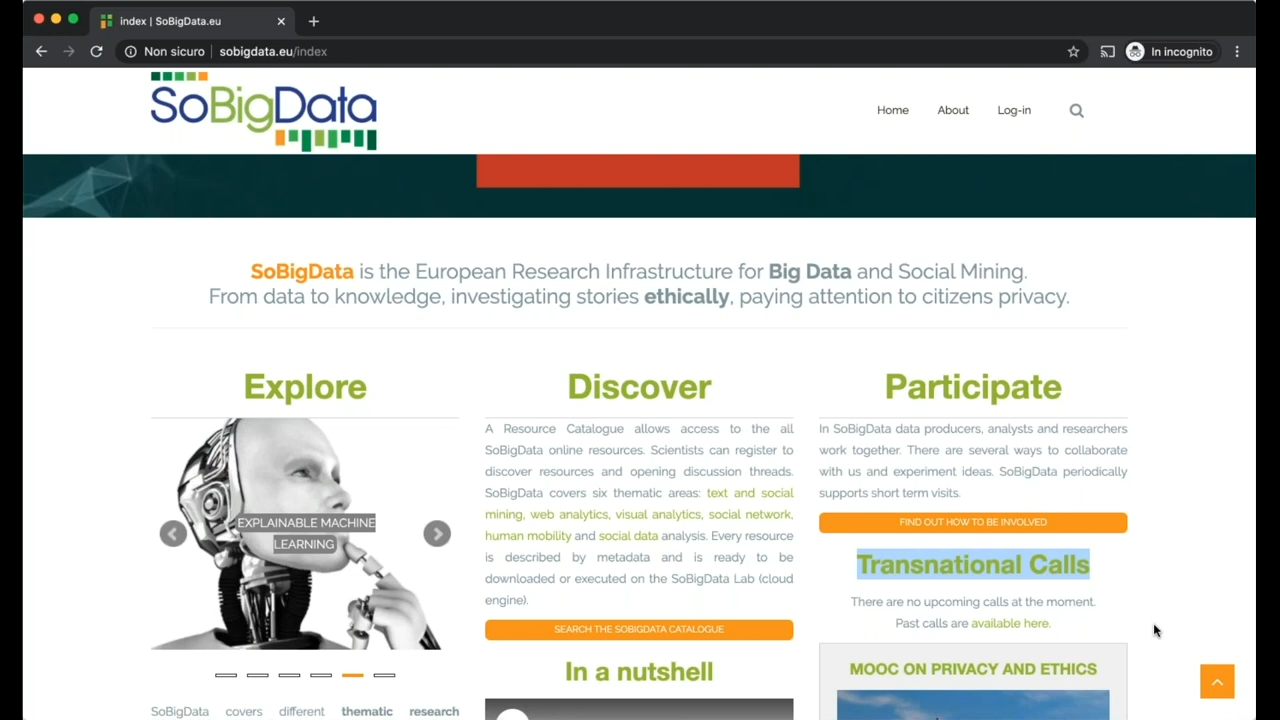 index | SoBigData.eu
Non sicuro
sobigdata.eu/index
In incognito
SoBigData
Home
About
Log-in
SoBigData is the European Research Infrastructure for Big Data and Social Mining.
From data to knowledge, investigating stories ethically, paying attention to citizens privacy.
Explore
EXPLAINABLE MACHINE
LEARNING
SoBigData covers different thematic research
Discover
A Resource Catalogue allows access to the all
SoBigData online resources. Scientists can register to
discover resources and opening discussion threads.
SoBigData covers six thematic areas: text and social
mining, web analytics, visual analytics, social network,
human mobility and social data analysis. Every resource
is described by metadata and is ready to be
downloaded or executed on the SoBigData Lab (cloud
engine).
SEARCH THE SOBIGDATA CATALOGUE
In a nutshell
Participate
In SoBigData data producers, analysts and researchers
work together. There are several ways to collaborate
with us and experiment ideas. SoBigData periodically
supports short term visits.
FIND OUT HOW TO BE INVOLVED
Transnational Calls
There are no upcoming calls at the moment.
Past calls are available here.
MOOC ON PRIVACY AND ETHICS